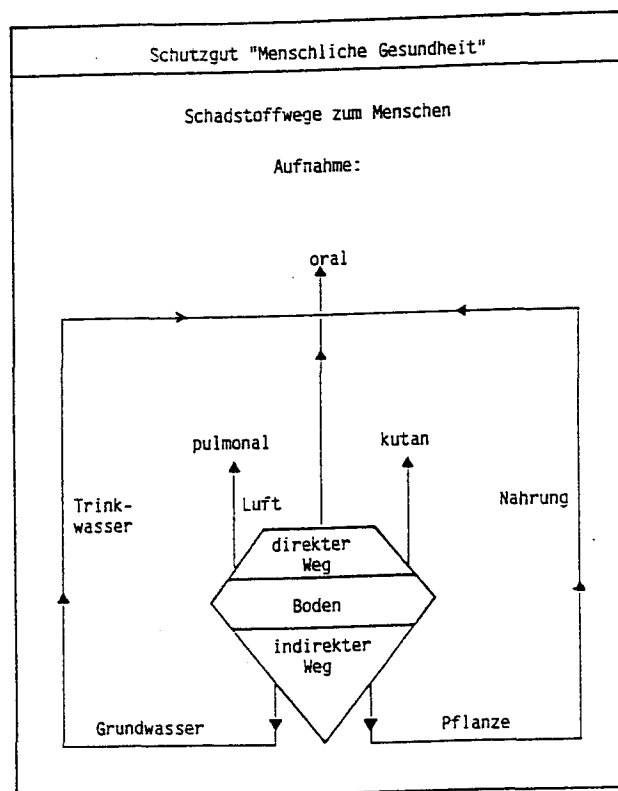 Schutzgut "Menschliche Gesundheit"
Schadstoffwege zum Menschen
Aufnahme:
oral
pulmonal
kutan
Trink-
wasser
Luft
Nahrung
direkter
Weg
Boden
indirekter
Weg
Grundwasser
Pflanze